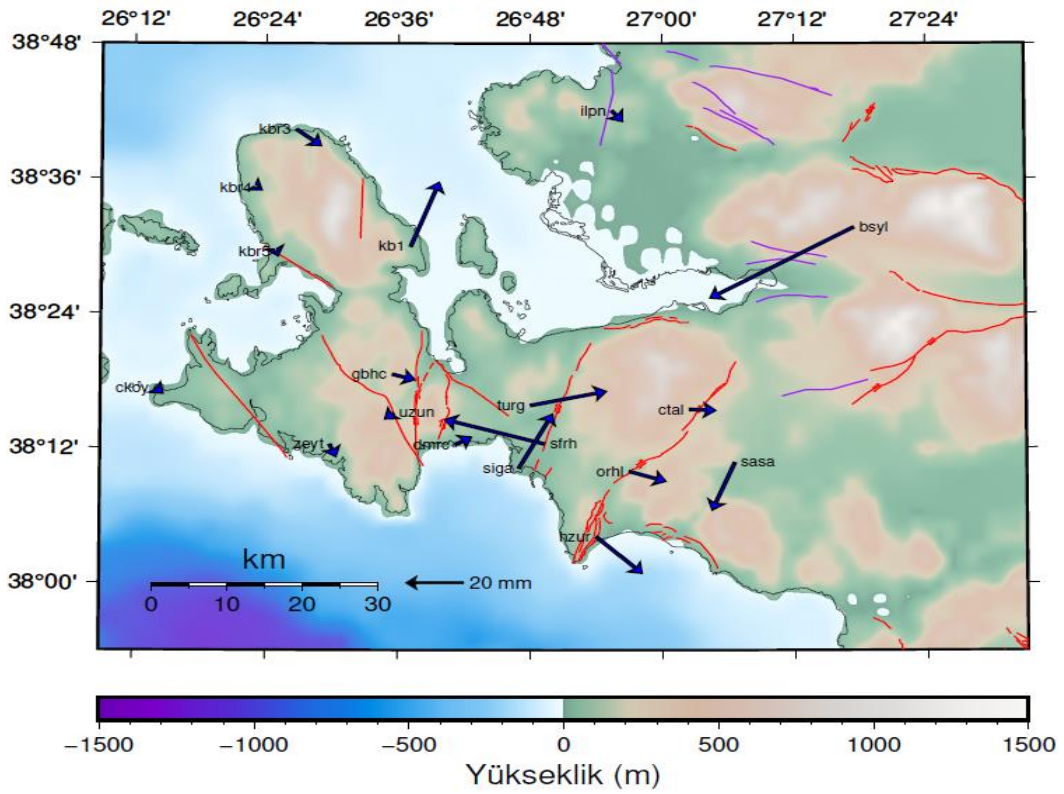 26°12' 26°24' 26°36' 26°48' 27°00' 27°12' 27°24'
38°48'
ilpn
kbr3
38°36'
kbr4
bsyl
kb1
kbr5
38°24'
gbhc
ckoy
turg
ctal
uzun
38°12'
zeyt
dmrc
sfrh
siga
orhl
sasa
hzur
km
38°00'
20 mm
0 10 20 30
−1500 −1000 −500 0 500 1000 1500
Yükseklik (m)